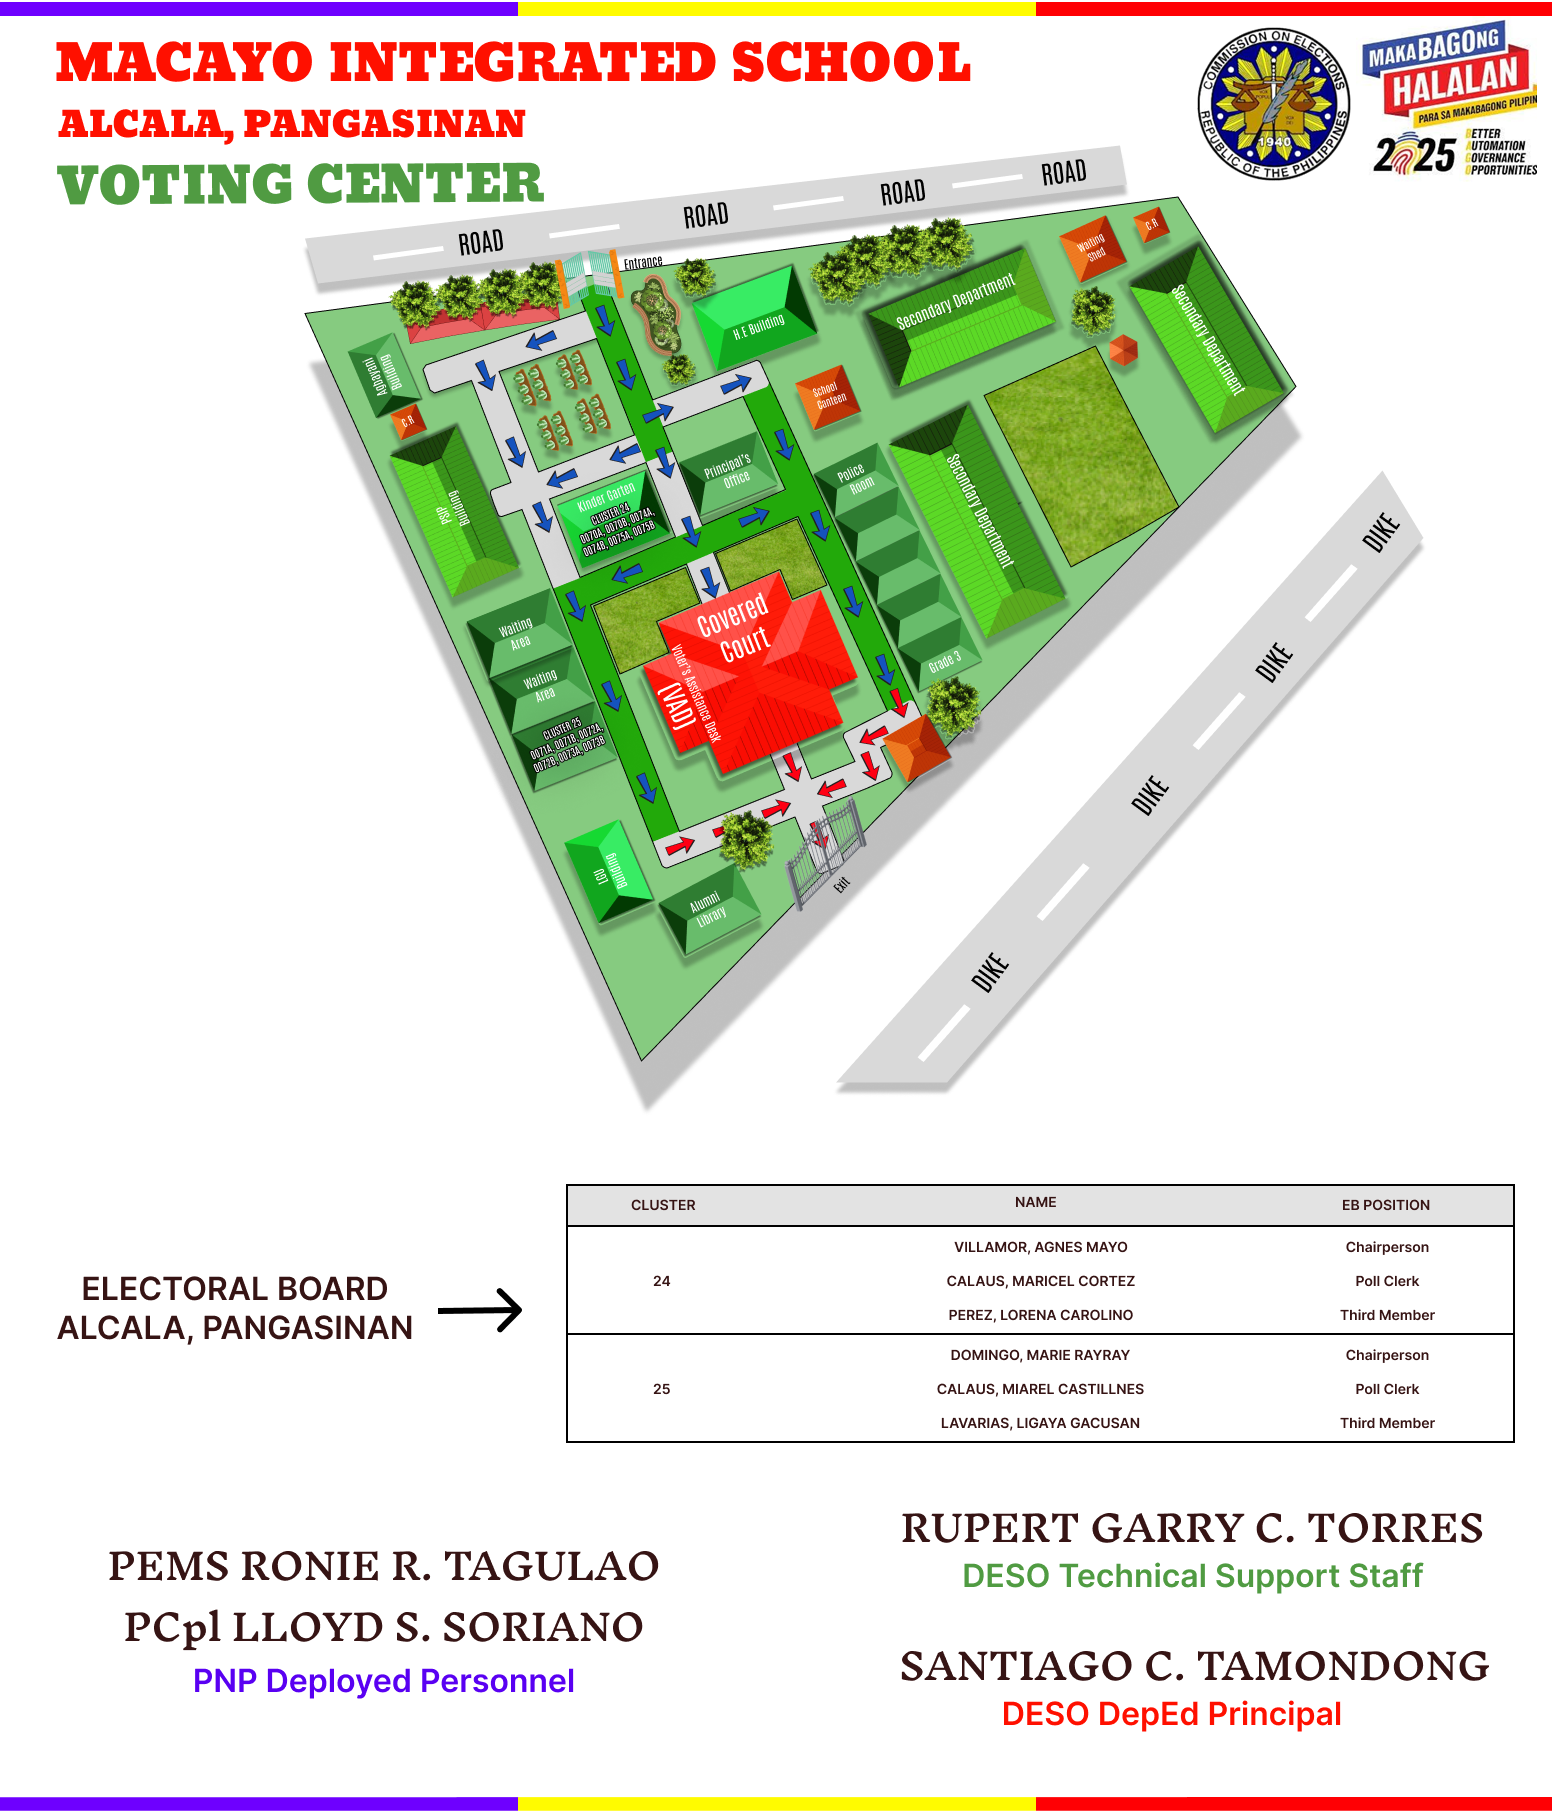 MACAYO INTEGRATED SCHOOL
ALCALA, PANGASINAN
VOTING CENTER
COMMISSION ON ELECTIONS
REPUBLIC OF THE PHILIPPINES
1940
MAKABAGONG
HALALAN
PARA SA MAKABAGONG PILIPIN
2025
BETTER
AUTOMATION
GOVERNANCE
OPPORTUNITIES
ROAD
ROAD
ROAD
ROAD
Entrance
Waiting
Shed
C.R
Secondary Department
Secondary Department
H.E Building
Agbayani
Building
C.R
School
Canteen
Principal's
Office
Police
Room
Secondary Department
PSIP
Building
Kinder Garten
CLUSTER 24
0070A, 0070B, 0074A,
0074B, 0075A, 0075B
DIKE
Waiting
Area
Covered
Court
Voter's Assistance Desk
(VAD)
Grade 3
DIKE
Waiting
Area
CLUSTER 25
0071A, 0071B, 0072A,
0072B, 0073A, 0073B
DIKE
LGU
Building
Alumni
Library
Exit
DIKE
CLUSTER NAME EB POSITION
VILLAMOR, AGNES MAYO Chairperson
24 CALAUS, MARICEL CORTEZ Poll Clerk
PEREZ, LORENA CAROLINO Third Member
DOMINGO, MARIE RAYRAY Chairperson
25 CALAUS, MIAREL CASTILLNES Poll Clerk
LAVARIAS, LIGAYA GACUSAN Third Member
ELECTORAL BOARD
ALCALA, PANGASINAN
PEMS RONIE R. TAGULAO
PCpl LLOYD S. SORIANO
PNP Deployed Personnel
RUPERT GARRY C. TORRES
DESO Technical Support Staff
SANTIAGO C. TAMONDONG
DESO DepEd Principal